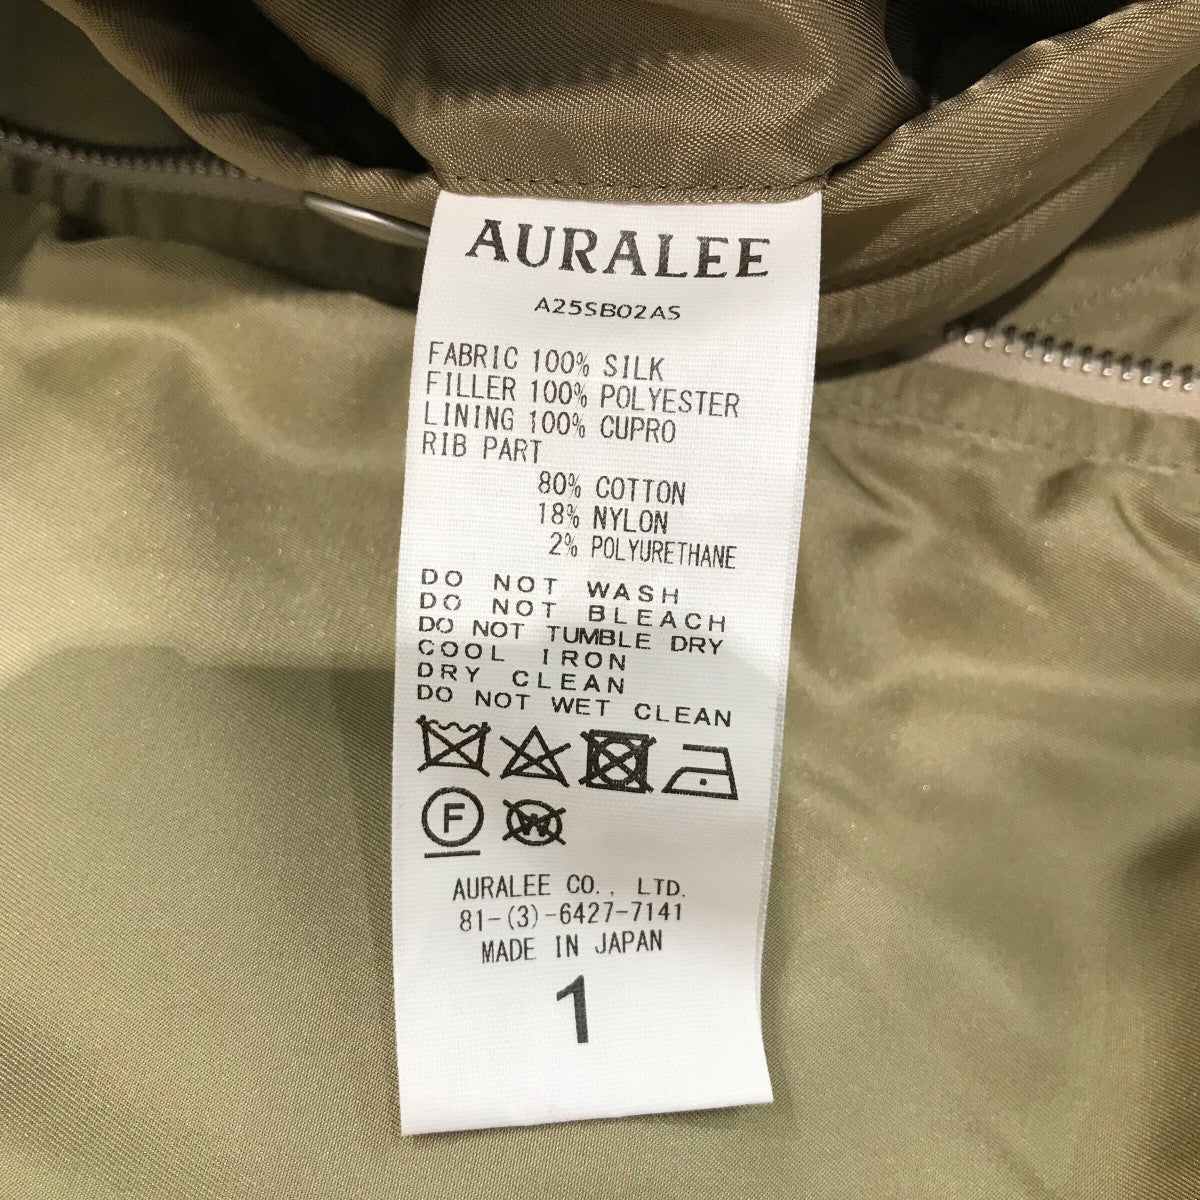 AURALEE
A25SB02AS
FABRIC 100% SILK
FILLER 100% POLYESTER
LINING 100% CUPRO
RIB PART
80% COTTON
18% NYLON
2% POLYURETHANE
DO NOT WASH
DO NOT BLEACH
DO NOT TUMBLE DRY
COOL IRON
DRY CLEAN
DO NOT WET CLEAN
F W
AURALEE CO., LTD.
81-(3)-6427-7141
MADE IN JAPAN
1